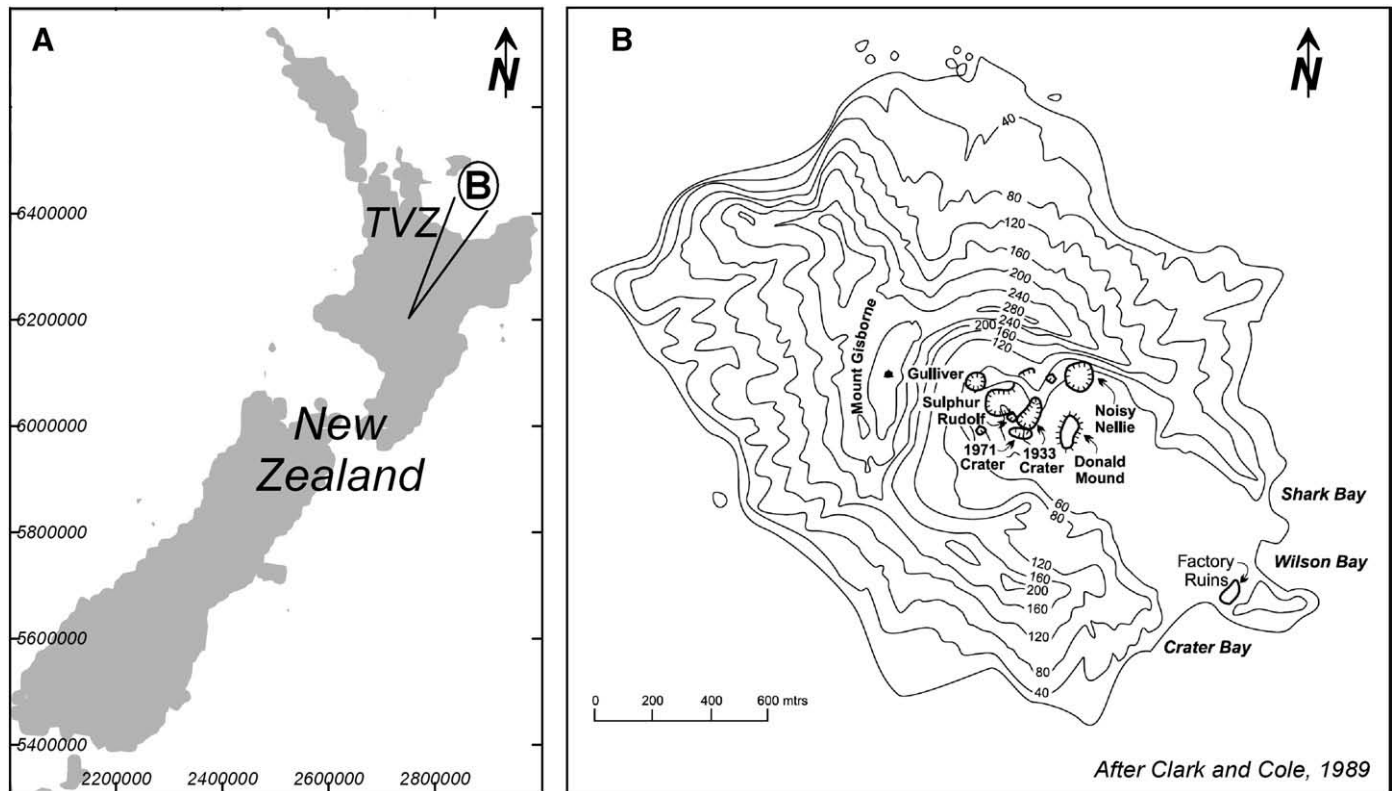 A
N
B
TVZ
New
Zealand
6400000
6200000
6000000
5800000
5600000
5400000
2200000
2400000
2600000
2800000
B
N
40
80
120
160
200
240
280
240
200
160
120
Mount Gisborne
Gulliver
Sulphur
Rudolf
1971
Crater
1933
Crater
Noisy
Nellie
Donald
Mound
60
80
120
160
200
160
120
80
40
Shark Bay
Wilson Bay
Factory
Ruins
Crater Bay
0 200 400 600 mtrs
After Clark and Cole, 1989